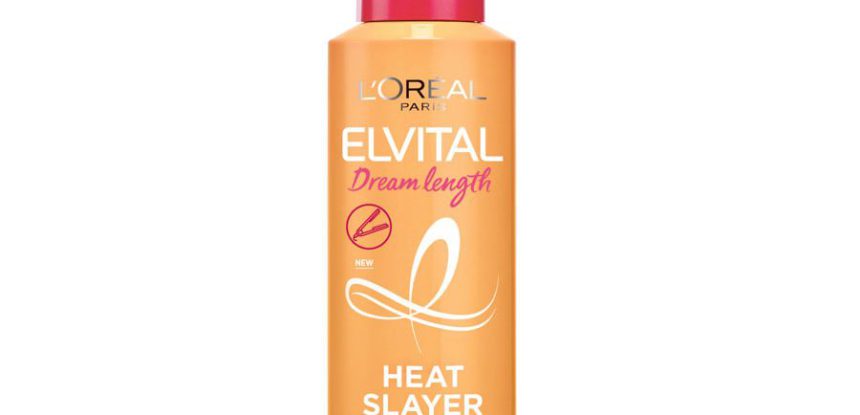 L'ORÉAL
PARIS
ELVITAL
Dream length
NEW
HEAT
SLAYER